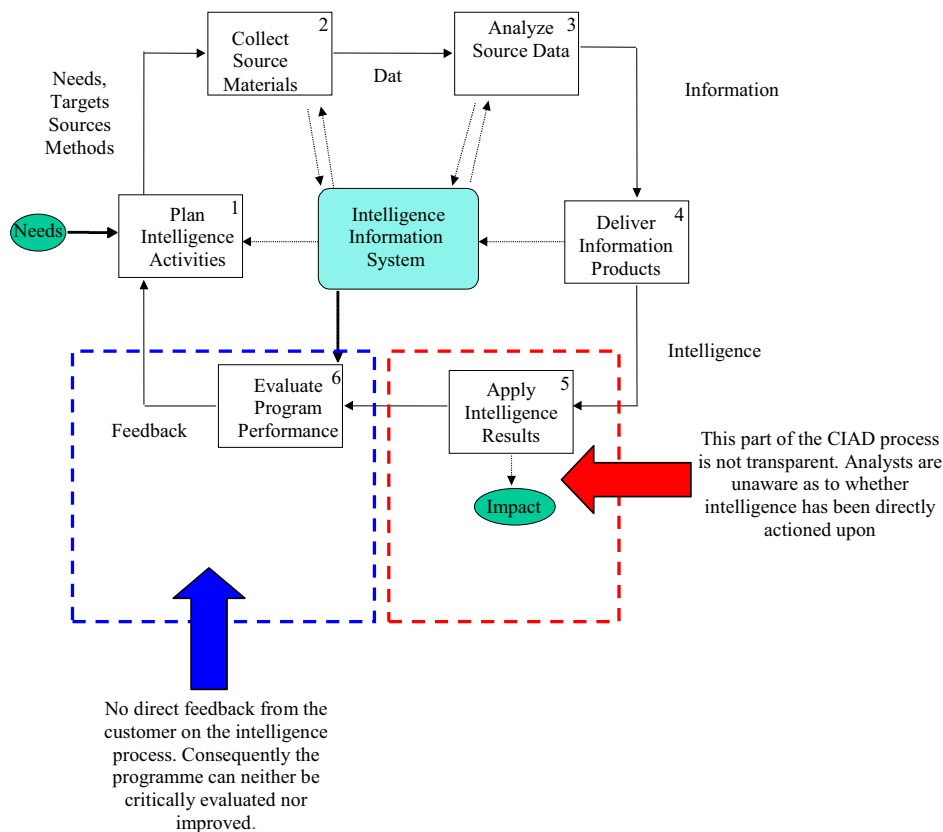 2
Collect
Source
Materials
3
Analyze
Source Data
Dat
Needs,
Targets
Sources
Methods
Information
Needs
1
Plan
Intelligence
Activities
Intelligence
Information
System
4
Deliver
Information
Products
Intelligence
6
Evaluate
Program
Performance
5
Apply
Intelligence
Results
Feedback
Impact
This part of the CIAD process
is not transparent. Analysts are
unaware as to whether
intelligence has been directly
actioned upon
No direct feedback from the
customer on the intelligence
process. Consequently the
programme can neither be
critically evaluated nor
improved.